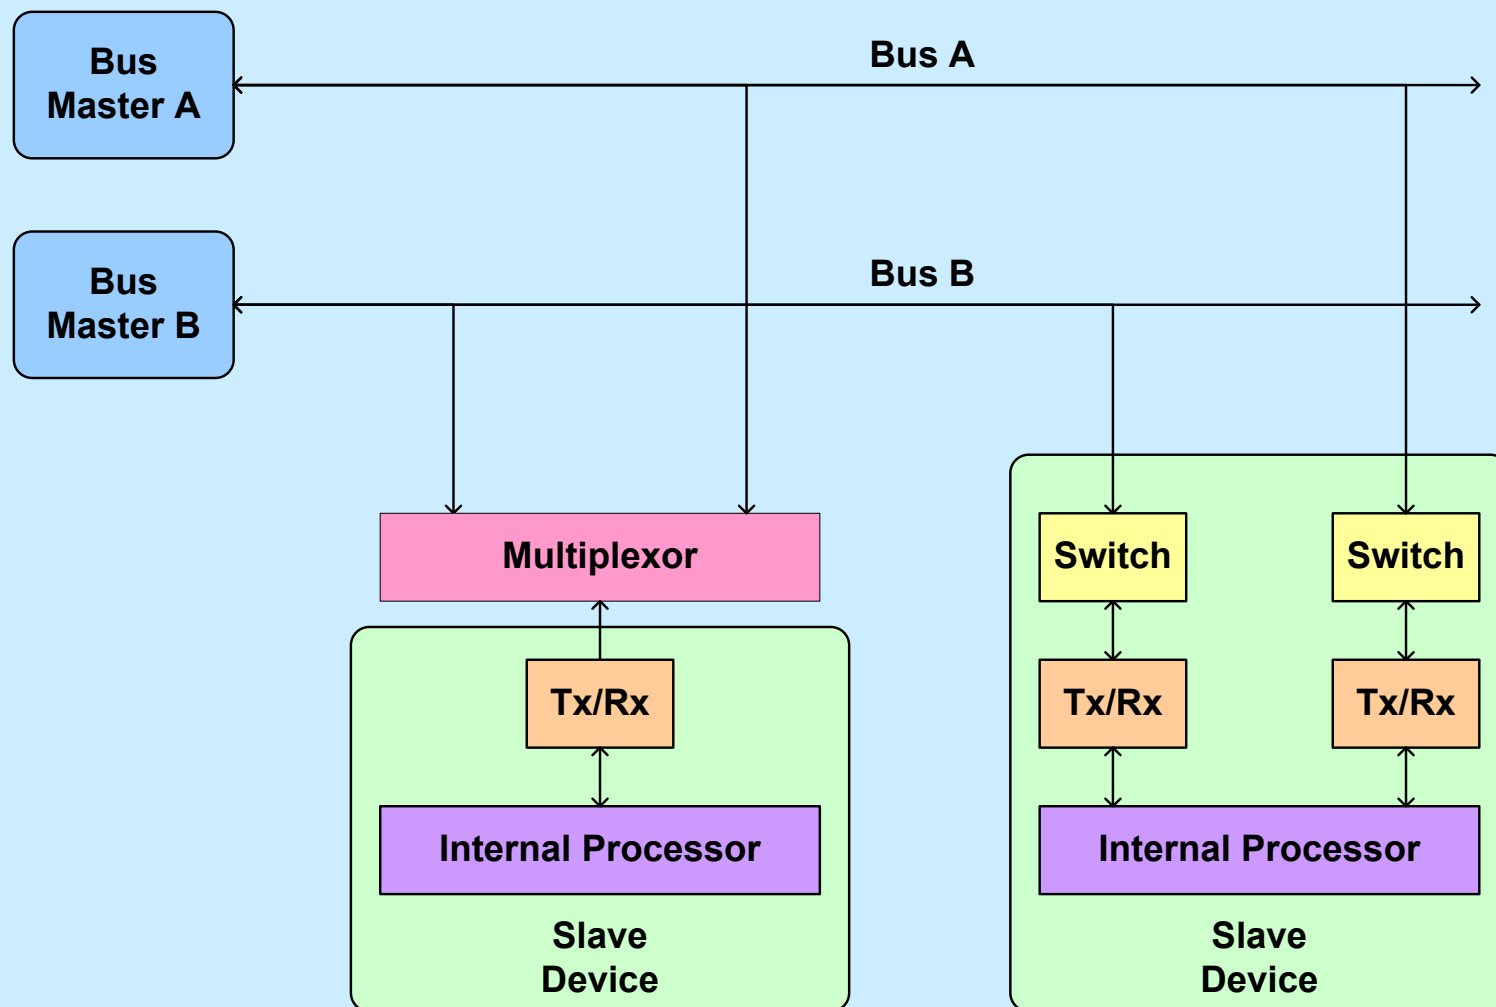 Bus
Master A
Bus A
Bus
Master B
Bus B
Multiplexor
Switch
Switch
Tx/Rx
Tx/Rx
Tx/Rx
Internal Processor
Internal Processor
Slave
Device
Slave
Device